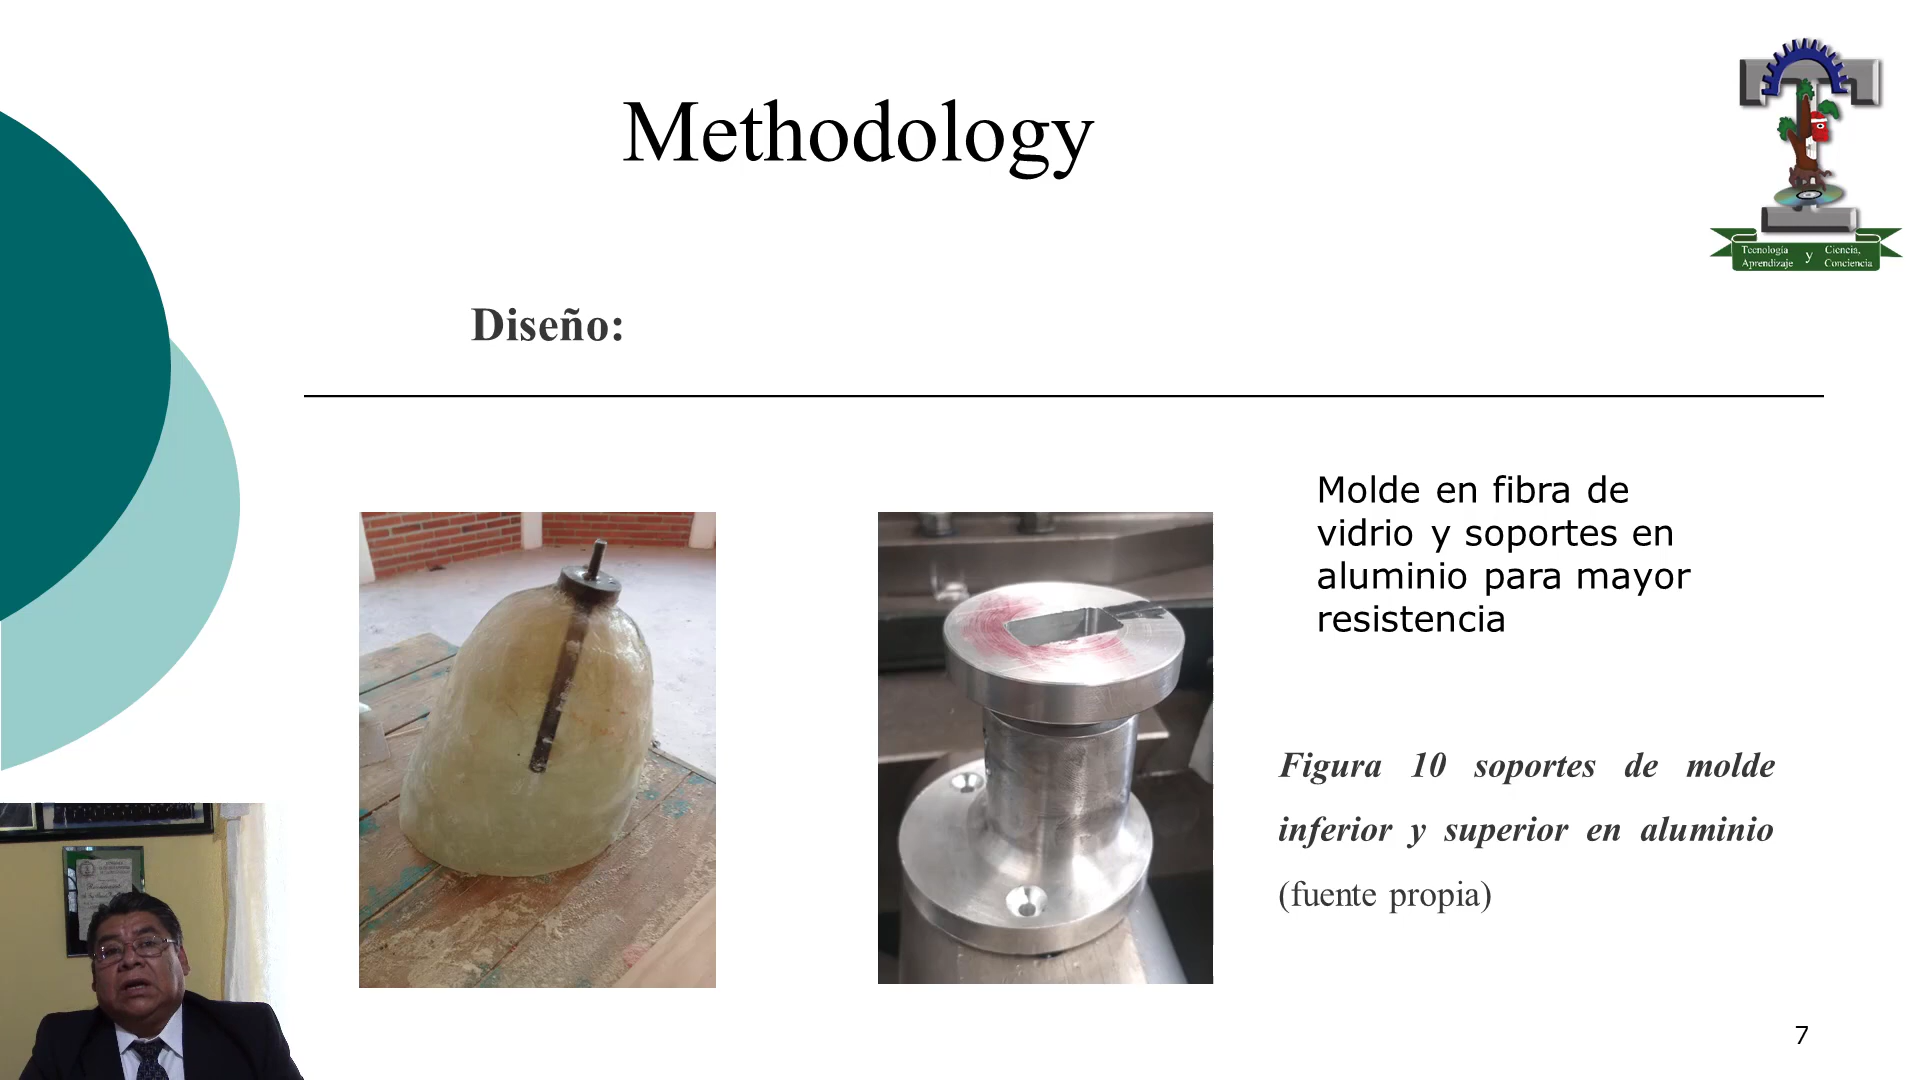 Methodology
Tecnología
Aprendizaje
y
Ciencia,
Conciencia
Diseño:
Molde en fibra de
vidrio y soportes en
aluminio para mayor
resistencia
Figura 10 soportes de molde
inferior y superior en aluminio
(fuente propia)
7